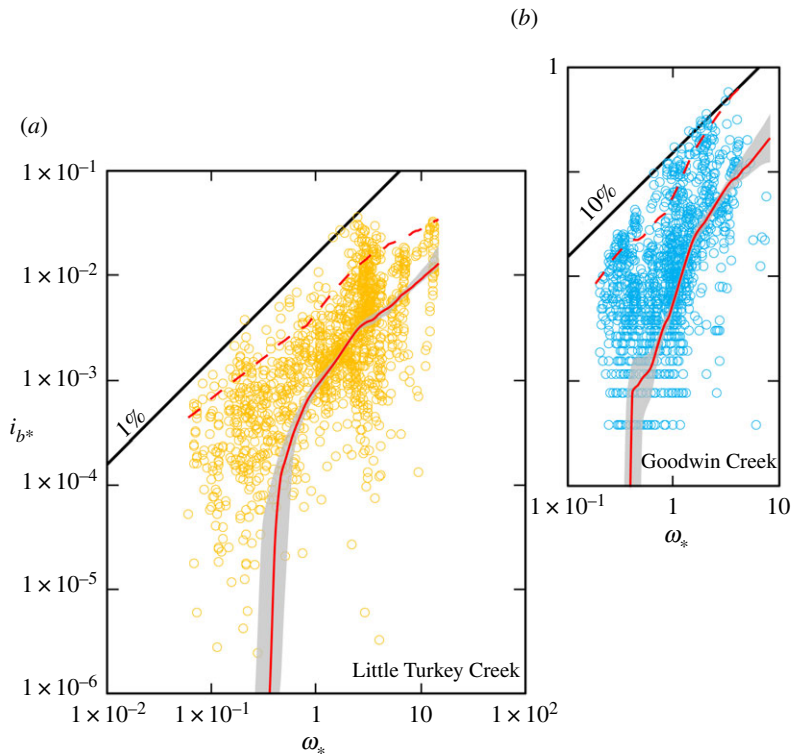 (b)
1
(a)
1 × 10⁻¹
10%
1 × 10⁻²
1 × 10⁻³
i_b*
1%
1 × 10⁻⁴
Goodwin Creek
1 × 10⁻¹ 1 10
ω*
1 × 10⁻⁵
Little Turkey Creek
1 × 10⁻⁶
1 × 10⁻² 1 × 10⁻¹ 1 10 1 × 10²
ω*